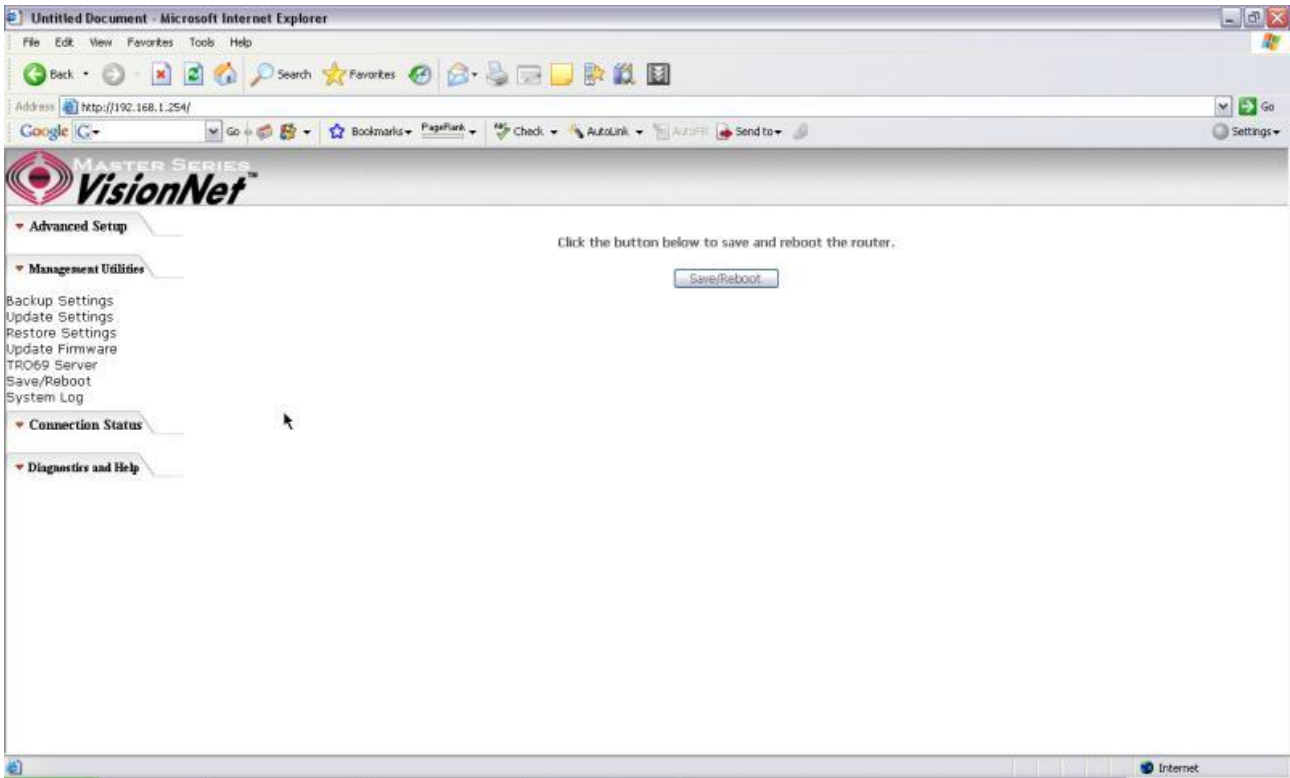 Untitled Document - Microsoft Internet Explorer
File Edit View Favorites Tools Help
Back Search Favorites
Address http://192.168.1.254/ Go
Google G Go Bookmarks PageRank Check AutoLink AutoFill Send to Settings
MASTER SERIES
VisionNet™
Advanced Setup
Click the button below to save and reboot the router.
Management Utilities
Save/Reboot
Backup Settings
Update Settings
Restore Settings
Update Firmware
TRO69 Server
Save/Reboot
System Log
Connection Status
Diagnostics and Help
Internet